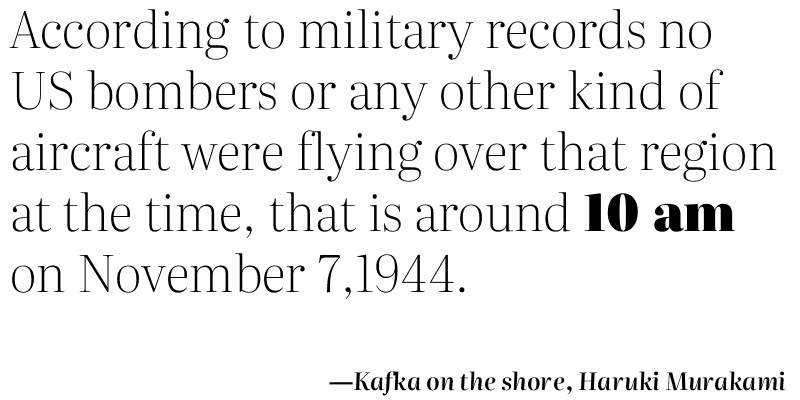 According to military records no
US bombers or any other kind of
aircraft were flying over that region
at the time, that is around 10 am
on November 7,1944.
—Kafka on the shore, Haruki Murakami